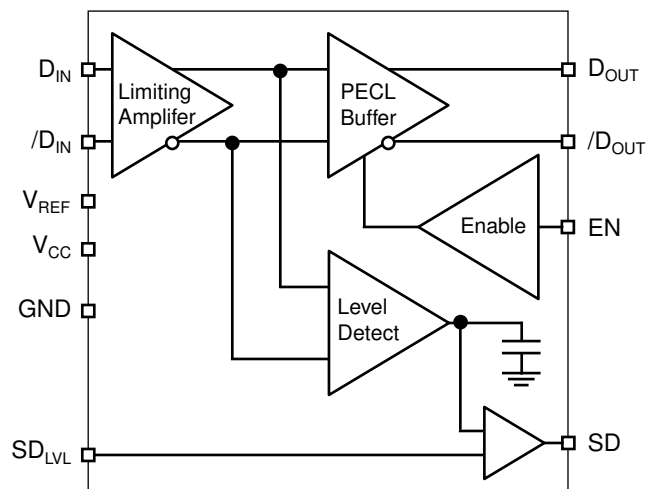 D_IN
Limiting
Amplifer
PECL
Buffer
D_OUT
/D_IN
/D_OUT
V_REF
Enable
EN
V_CC
GND
Level
Detect
SD_LVL
SD